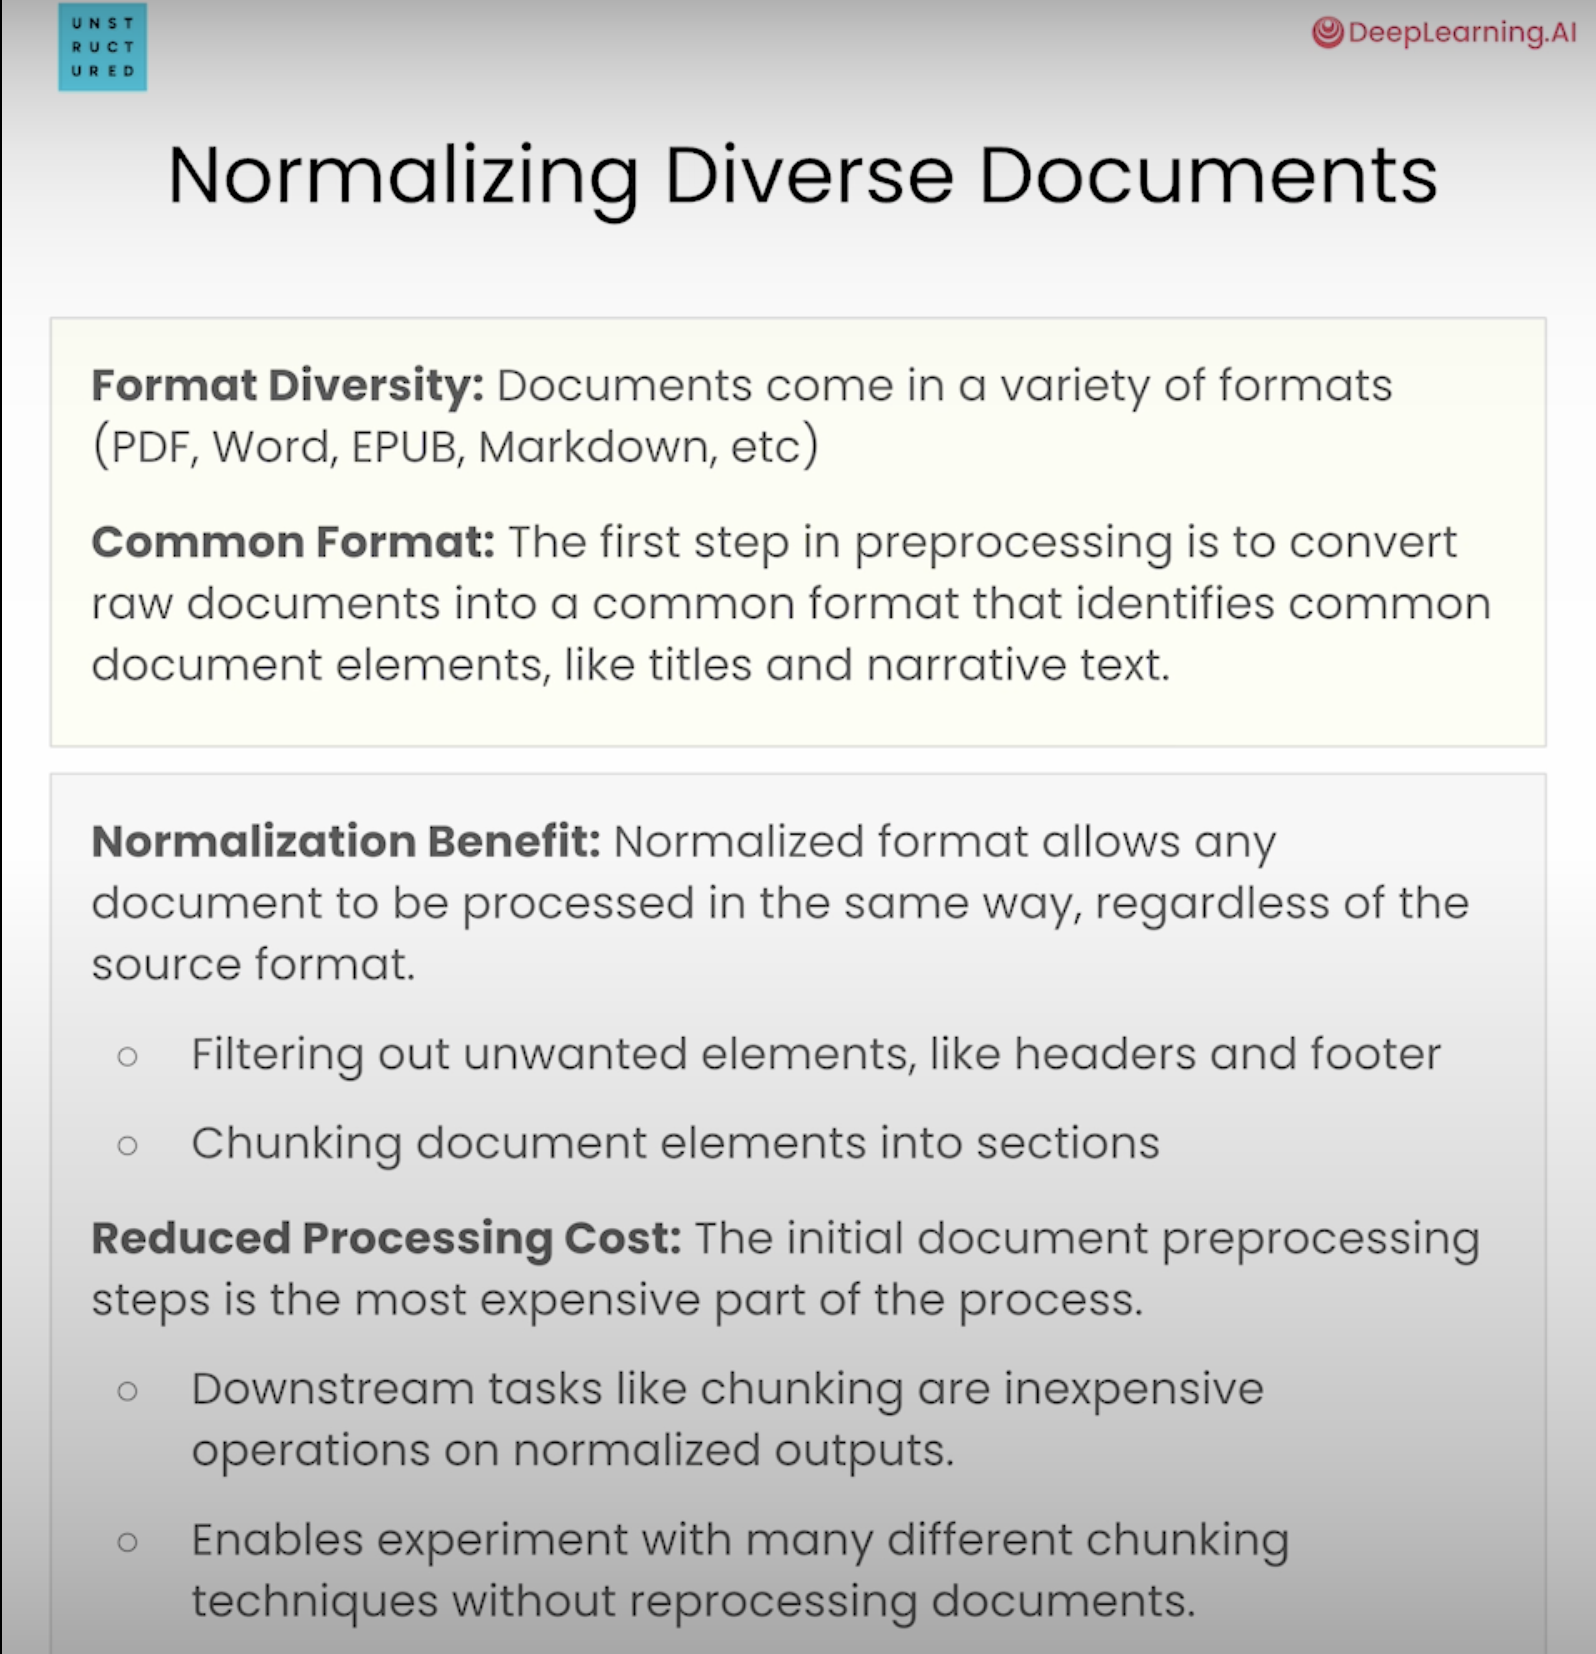 UNST
RUCT
URED
DeepLearning.AI
Normalizing Diverse Documents
Format Diversity: Documents come in a variety of formats
(PDF, Word, EPUB, Markdown, etc)
Common Format: The first step in preprocessing is to convert
raw documents into a common format that identifies common
document elements, like titles and narrative text.
Normalization Benefit: Normalized format allows any
document to be processed in the same way, regardless of the
source format.
○ Filtering out unwanted elements, like headers and footer
○ Chunking document elements into sections
Reduced Processing Cost: The initial document preprocessing
steps is the most expensive part of the process.
○ Downstream tasks like chunking are inexpensive
operations on normalized outputs.
○ Enables experiment with many different chunking
techniques without reprocessing documents.